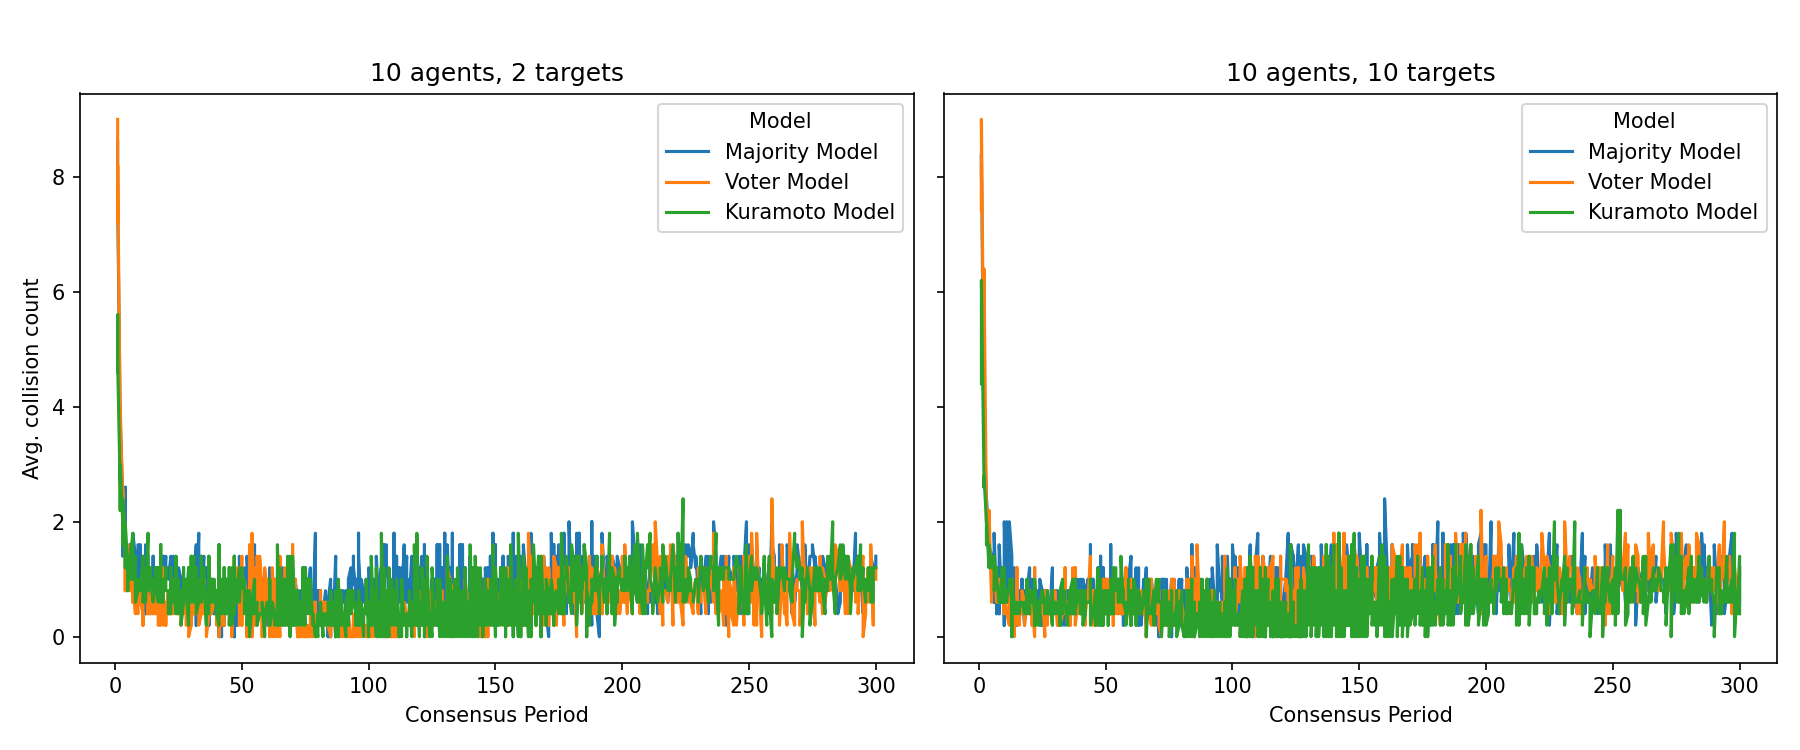 10 agents, 2 targets
Avg. collision count
8
6
4
2
0
0 50 100 150 200 250 300
Consensus Period
Model
Majority Model
Voter Model
Kuramoto Model
10 agents, 10 targets
0 50 100 150 200 250 300
Consensus Period
Model
Majority Model
Voter Model
Kuramoto Model